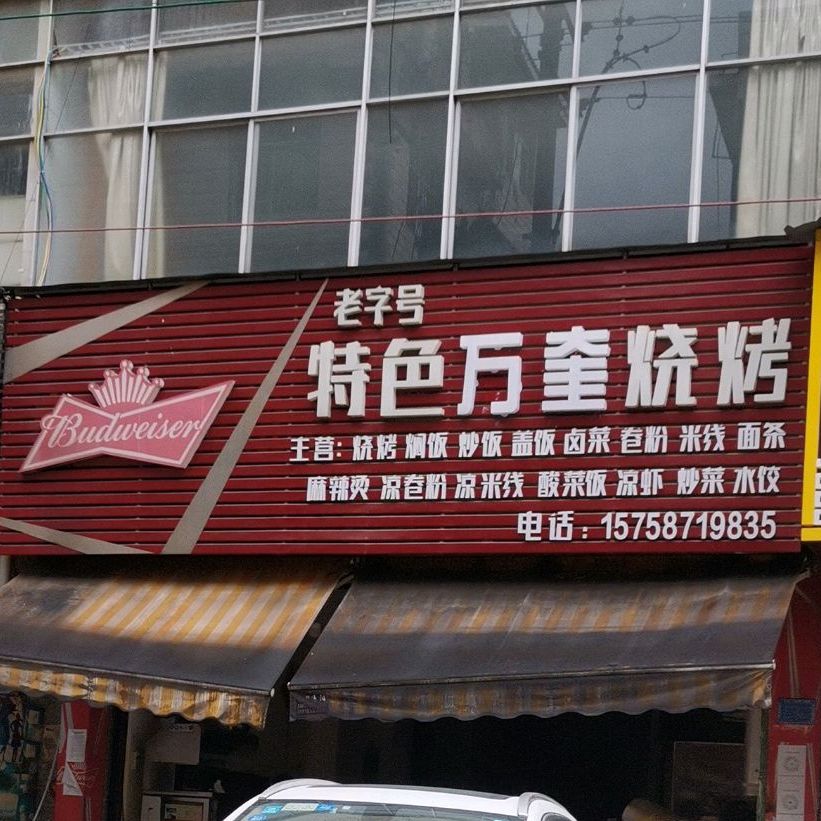 老字号
特色万奎烧烤
Budweiser
主营: 烧烤 焖饭 炒饭 盖饭 卤菜 卷粉 米线 面条
麻辣烫 凉卷粉 凉米线 酸菜饭 凉虾 炒菜 水饺
电话: 15758719835